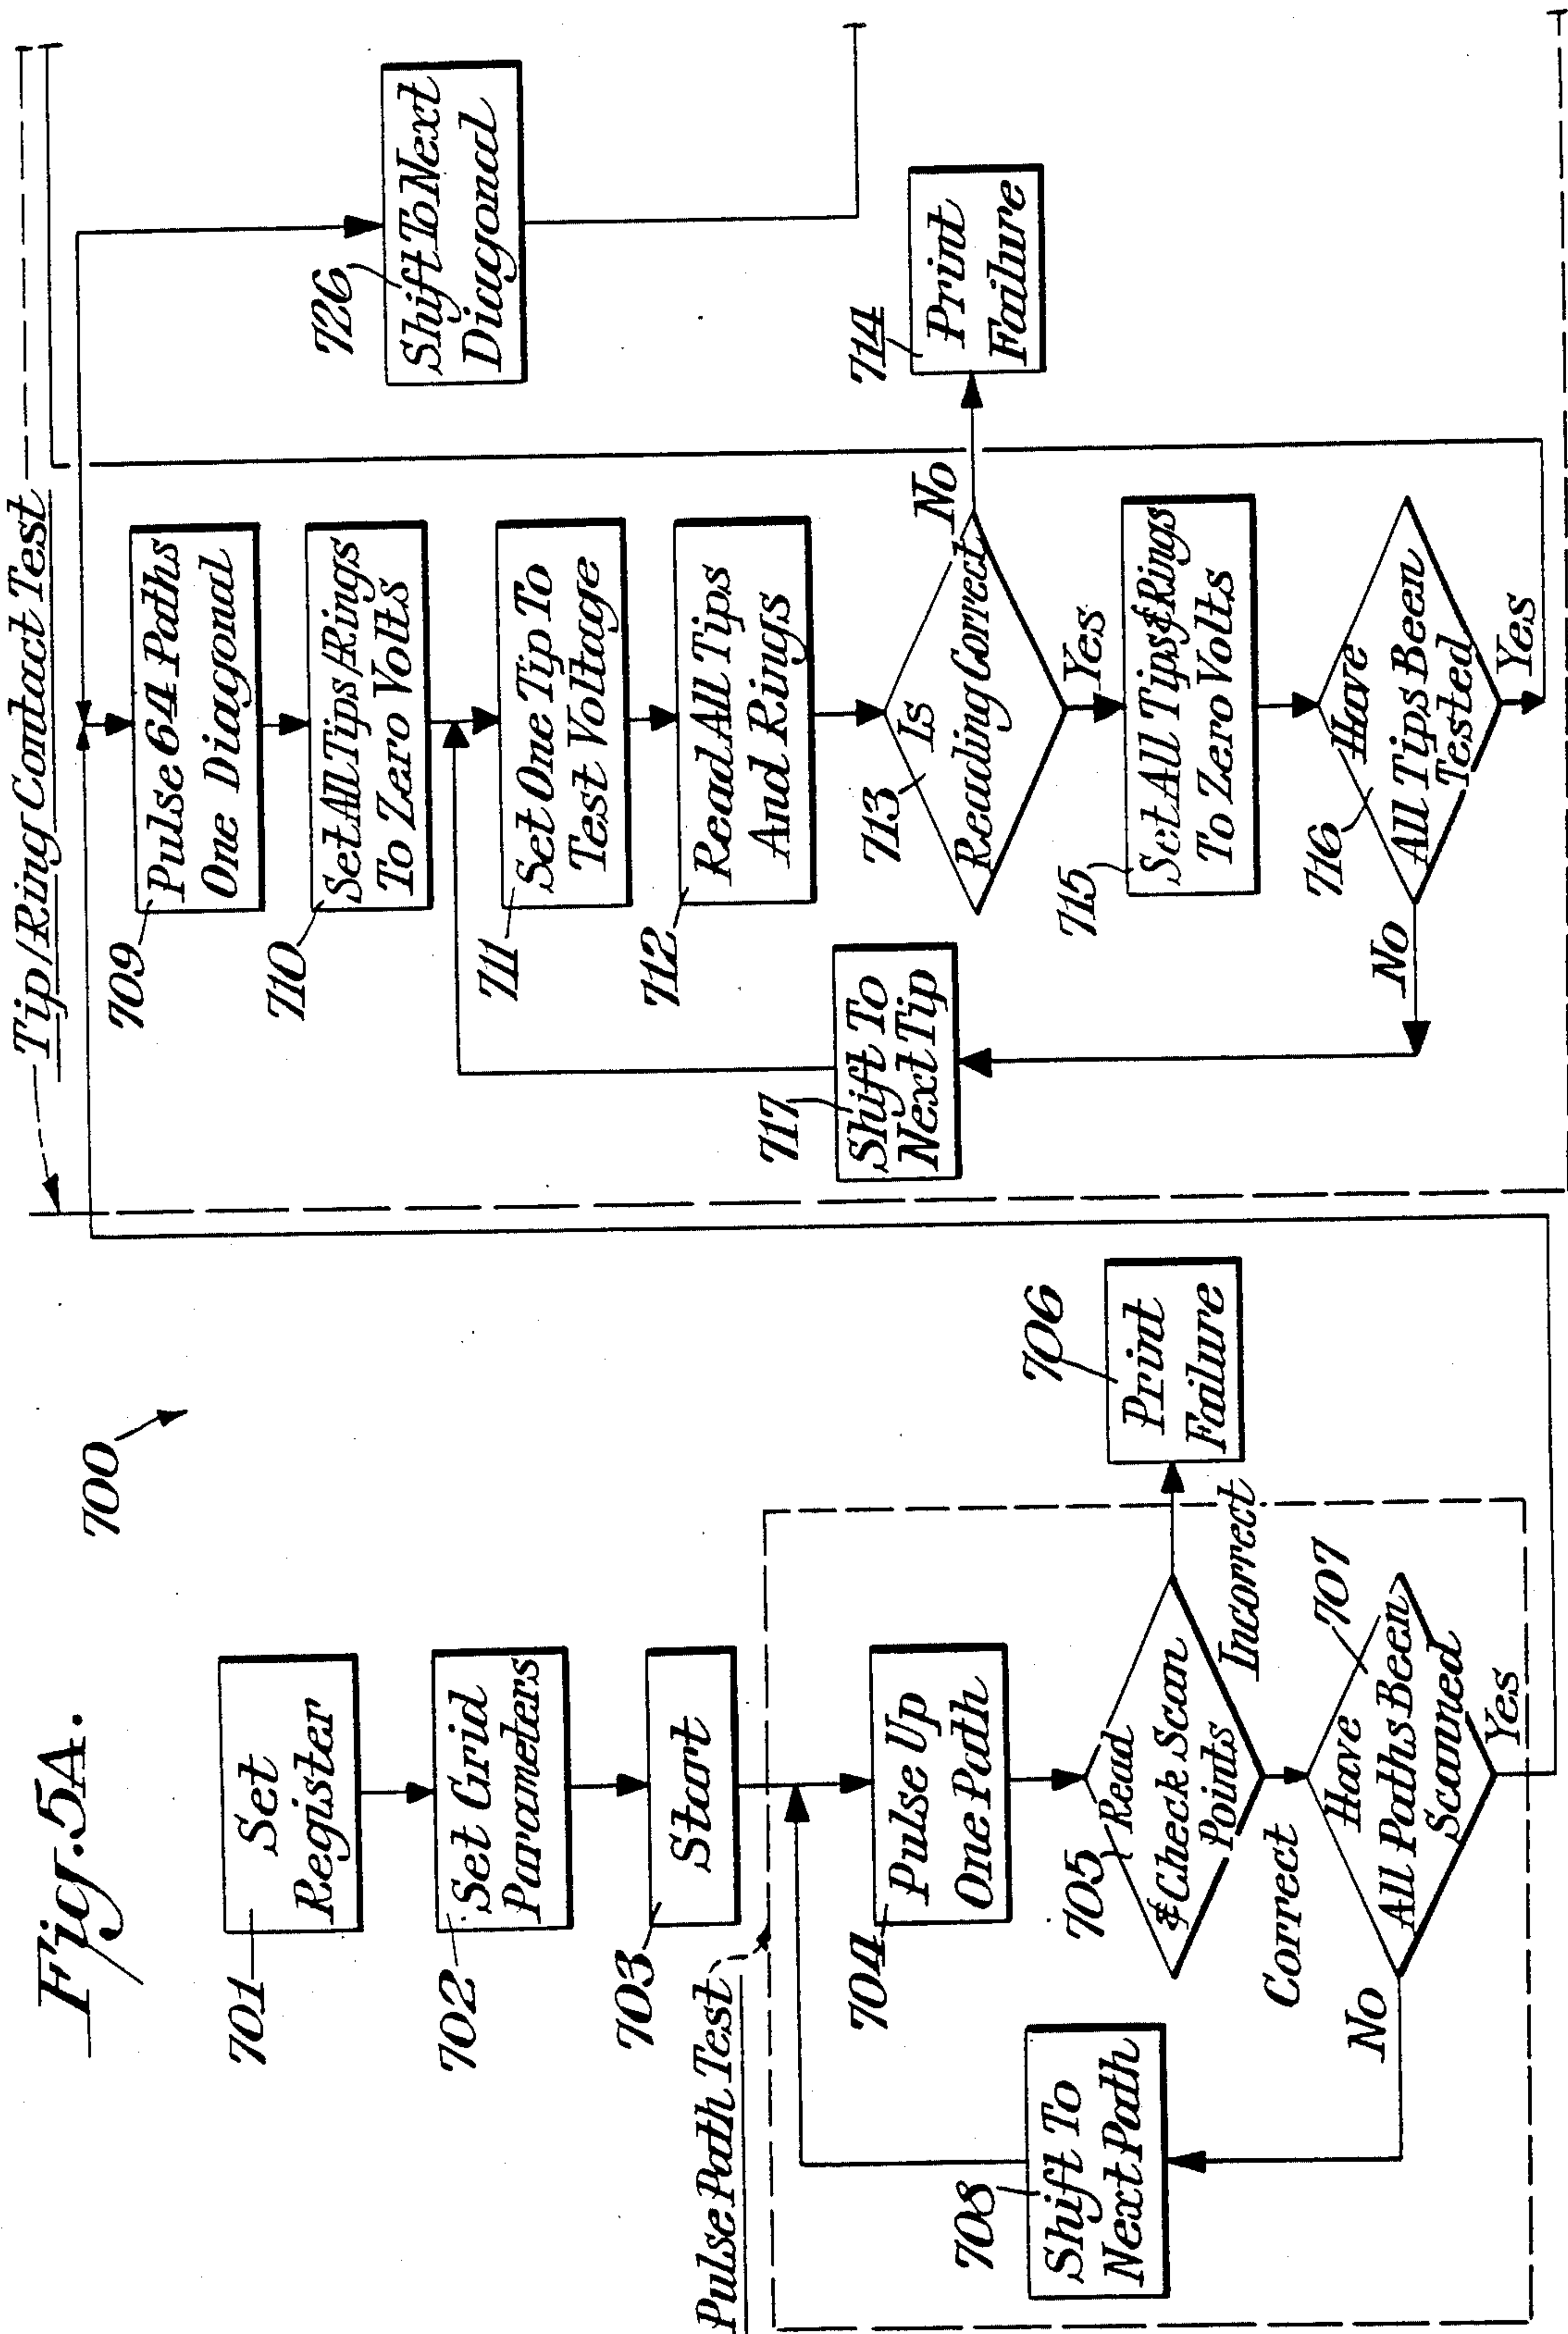 Fig. 5A.
700
701
Set
Register
702
Set Grid
Parameters
703
Start
Pulse Path Test
704
Pulse Up
One Path
705
Read
& Check Scan
Points
Incorrect
706
Print
Failure
Correct
707
Have
All Paths Been
Scanned
No
Yes
708
Shift To
Next Path
Tip/Ring Contact Test
709
Pulse 64 Paths
One Diagonal
710
Set All Tips/Rings
To Zero Volts
711
Set One Tip To
Test Voltage
712
Read All Tips
And Rings
713
Is
Reading Correct
No
714
Print
Failure
Yes
715
Set All Tips & Rings
To Zero Volts
716
Have
All Tips Been
Tested
No
Yes
717
Shift To
Next Tip
726
Shift To Next
Diagonal